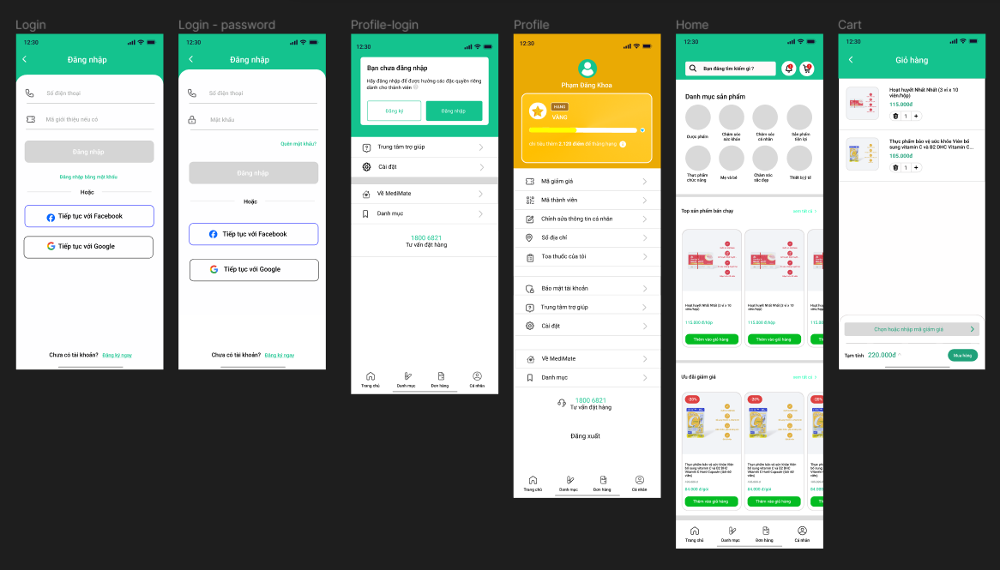 Login
12:30
Đăng nhập
Số điện thoại
Mã giới thiệu nếu có
Đăng nhập
Đăng nhập bằng mật khẩu
Hoặc
Tiếp tục với Facebook
Tiếp tục với Google
Chưa có tài khoản? Đăng ký ngay
Login - password
12:30
Đăng nhập
Số điện thoại
Mật khẩu
Quên mật khẩu?
Đăng nhập
Hoặc
Tiếp tục với Facebook
Tiếp tục với Google
Chưa có tài khoản? Đăng ký ngay
Profile-login
12:30
Bạn chưa đăng nhập
Hãy đăng nhập để được hưởng các đặc quyền riêng
dành cho thành viên
Đăng ký
Đăng nhập
Trung tâm trợ giúp
Cài đặt
Về MediMate
Danh mục
1800 6821
Tư vấn đặt hàng
Trang chủ
Danh mục
Đơn hàng
Cá nhân
Profile
12:30
Phạm Đăng Khoa
HẠNG
VÀNG
chi tiêu thêm 2.120 điểm để thăng hạng
Mã giảm giá
Mã thành viên
Chỉnh sửa thông tin cá nhân
Sổ địa chỉ
Toa thuốc của tôi
Bảo mật tài khoản
Trung tâm trợ giúp
Cài đặt
Về MediMate
Danh mục
1800 6821
Tư vấn đặt hàng
Đăng xuất
Trang chủ
Danh mục
Đơn hàng
Cá nhân
Home
12:30
Bạn đang tìm kiếm gì ?
Danh mục sản phẩm
Dược phẩm
Chăm sóc
sức khỏe
Chăm sóc
cá nhân
Sản phẩm
tiện lợi
Thực phẩm
chức năng
Mẹ và bé
Chăm sóc
sắc đẹp
Thiết bị y tế
Top sản phẩm bán chạy
xem tất cả
Hoạt huyết Nhất Nhất (3 vỉ x 10
viên/hộp)
115.000 đ/hộp
Thêm vào giỏ hàng
Hoạt huyết Nhất Nhất (3 vỉ x 10
viên/hộp)
115.000 đ/hộp
Thêm vào giỏ hàng
Ưu đãi giảm giá
xem tất cả
-20%
Thực phẩm bảo vệ sức khỏe Viên
bổ sung vitamin C và B2 DHC
Vitamin C Hard Capsule (Gói 60
viên)
84.000 đ/gói
Thêm vào giỏ hàng
-20%
Thực phẩm bảo vệ sức khỏe Viên
bổ sung vitamin C và B2 DHC
Vitamin C Hard Capsule (Gói 60
viên)
84.000 đ/gói
Thêm vào giỏ hàng
-20%
Trang chủ
Danh mục
Đơn hàng
Cá nhân
Cart
12:30
Giỏ hàng
Hoạt huyết Nhất Nhất (3 vỉ x 10
viên/hộp)
115.000đ
1 +
Thực phẩm bảo vệ sức khỏe Viên bổ
sung vitamin C và B2 DHC Vitamin C...
105.000đ
1 +
Chọn hoặc nhập mã giảm giá
Tạm tính 220.000đ
Mua hàng